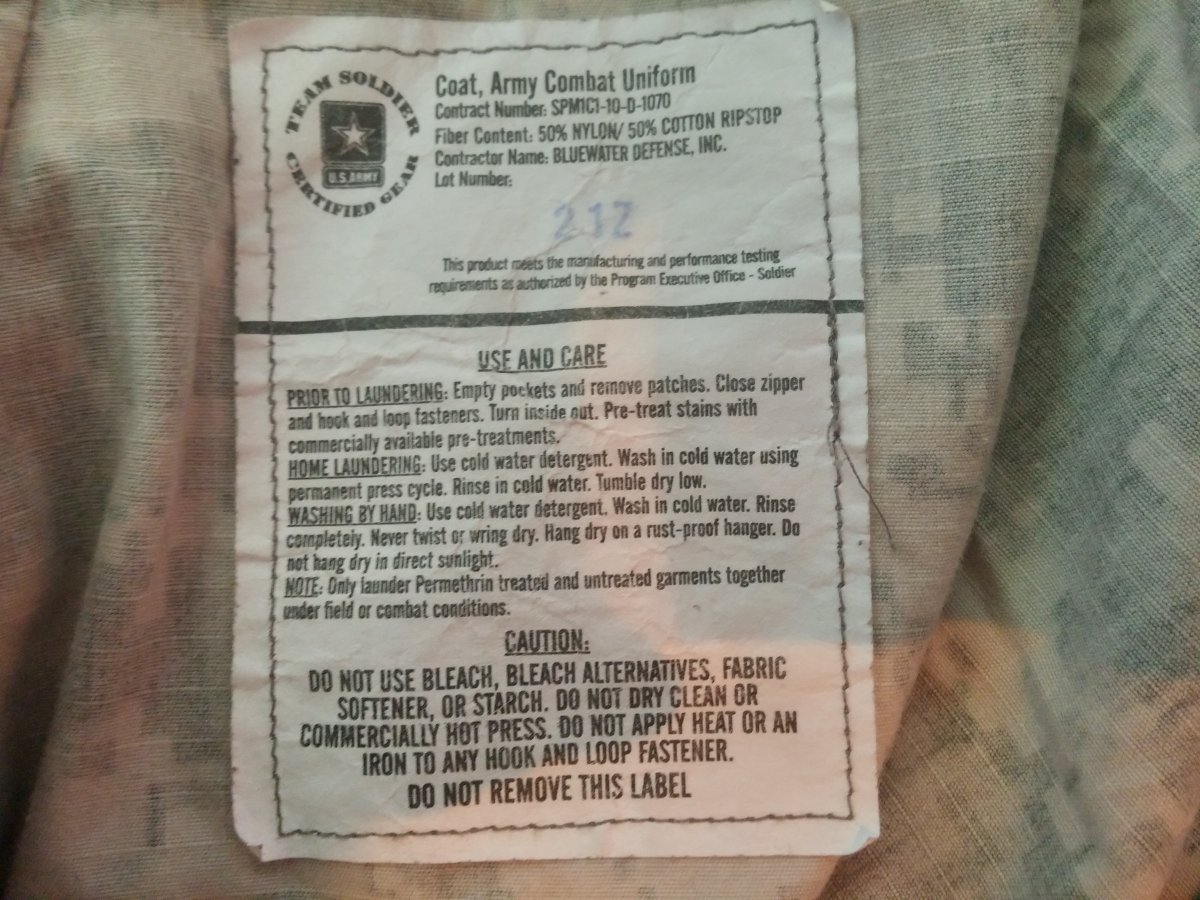 TEAM SOLDIER
U.S.ARMY
CERTIFIED GEAR
Coat, Army Combat Uniform
Contract Number: SPM1C1-10-D-1070
Fiber Content: 50% NYLON/ 50% COTTON RIPSTOP
Contractor Name: BLUEWATER DEFENSE, INC.
Lot Number:
212
This product meets the manufacturing and performance testing
requirements as authorized by the Program Executive Office - Soldier
USE AND CARE
PRIOR TO LAUNDERING: Empty pockets and remove patches. Close zipper
and hook and loop fasteners. Turn inside out. Pre-treat stains with
commercially available pre-treatments.
HOME LAUNDERING: Use cold water detergent. Wash in cold water using
permanent press cycle. Rinse in cold water. Tumble dry low.
WASHING BY HAND: Use cold water detergent. Wash in cold water. Rinse
completely. Never twist or wring dry. Hang dry on a rust-proof hanger. Do
not hang dry in direct sunlight.
NOTE: Only launder Permethrin treated and untreated garments together
under field or combat conditions.
CAUTION:
DO NOT USE BLEACH, BLEACH ALTERNATIVES, FABRIC
SOFTENER, OR STARCH. DO NOT DRY CLEAN OR
COMMERCIALLY HOT PRESS. DO NOT APPLY HEAT OR AN
IRON TO ANY HOOK AND LOOP FASTENER.
DO NOT REMOVE THIS LABEL